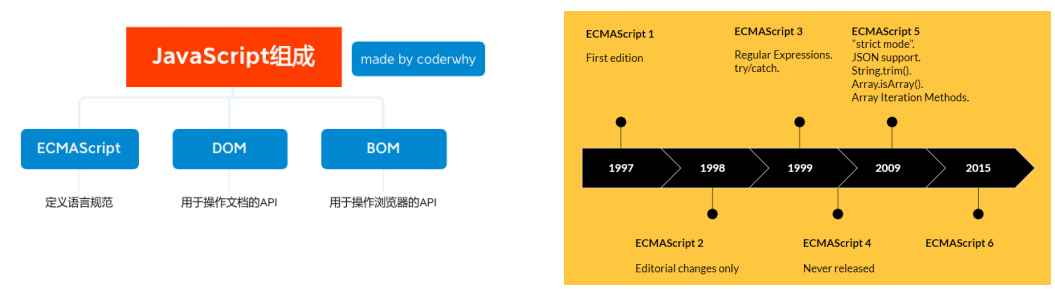 JavaScript组成
made by coderwhy
ECMAScript
DOM
BOM
定义语言规范
用于操作文档的API
用于操作浏览器的API
ECMAScript 1
First edition
ECMAScript 3
Regular Expressions.
try/catch.
ECMAScript 5
"strict mode".
JSON support.
String.trim().
Array.isArray().
Array Iteration Methods.
1997
1998
1999
2009
2015
ECMAScript 2
Editorial changes only
ECMAScript 4
Never released
ECMAScript 6